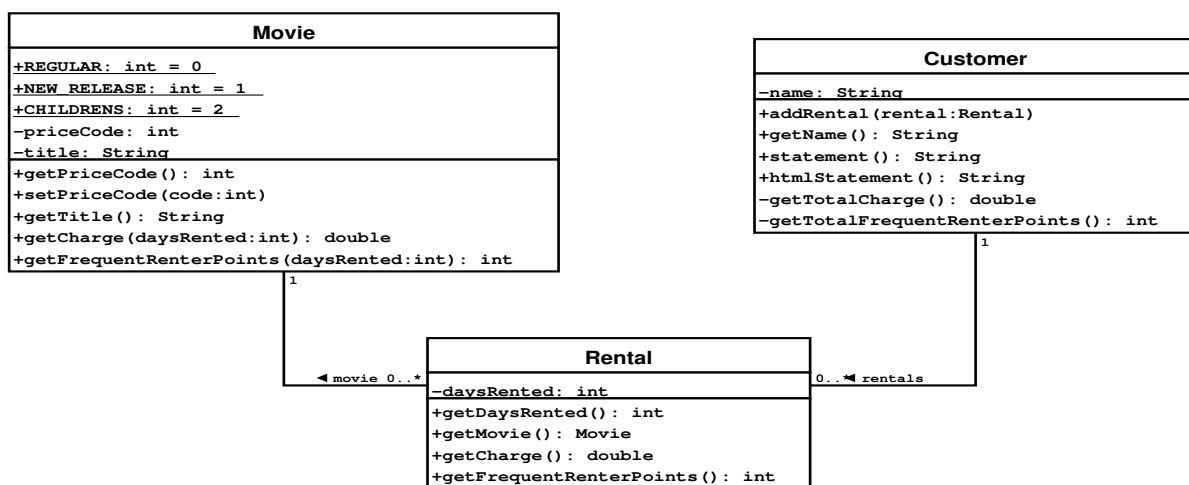 Movie
+REGULAR: int = 0
+NEW_RELEASE: int = 1
+CHILDRENS: int = 2
−priceCode: int
−title: String
+getPriceCode(): int
+setPriceCode(code:int)
+getTitle(): String
+getCharge(daysRented:int): double
+getFrequentRenterPoints(daysRented:int): int
1
Customer
−name: String
+addRental(rental:Rental)
+getName(): String
+statement(): String
+htmlStatement(): String
−getTotalCharge(): double
−getTotalFrequentRenterPoints(): int
1
◄ movie 0..*
0..*◄ rentals
Rental
−daysRented: int
+getDaysRented(): int
+getMovie(): Movie
+getCharge(): double
+getFrequentRenterPoints(): int